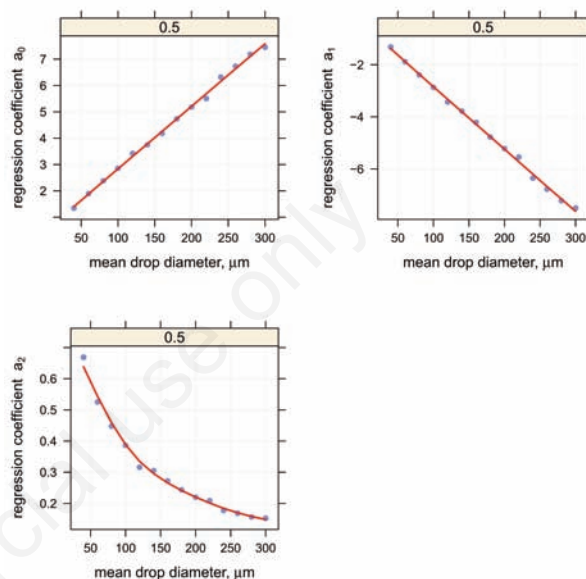 0.5
regression coefficient a0
7
6
5
4
3
2
50 100 150 200 250 300
mean drop diameter, μm
0.5
regression coefficient a1
−2
−4
−6
50 100 150 200 250 300
mean drop diameter, μm
0.5
regression coefficient a2
0.6
0.5
0.4
0.3
0.2
50 100 150 200 250 300
mean drop diameter, μm
cial use only